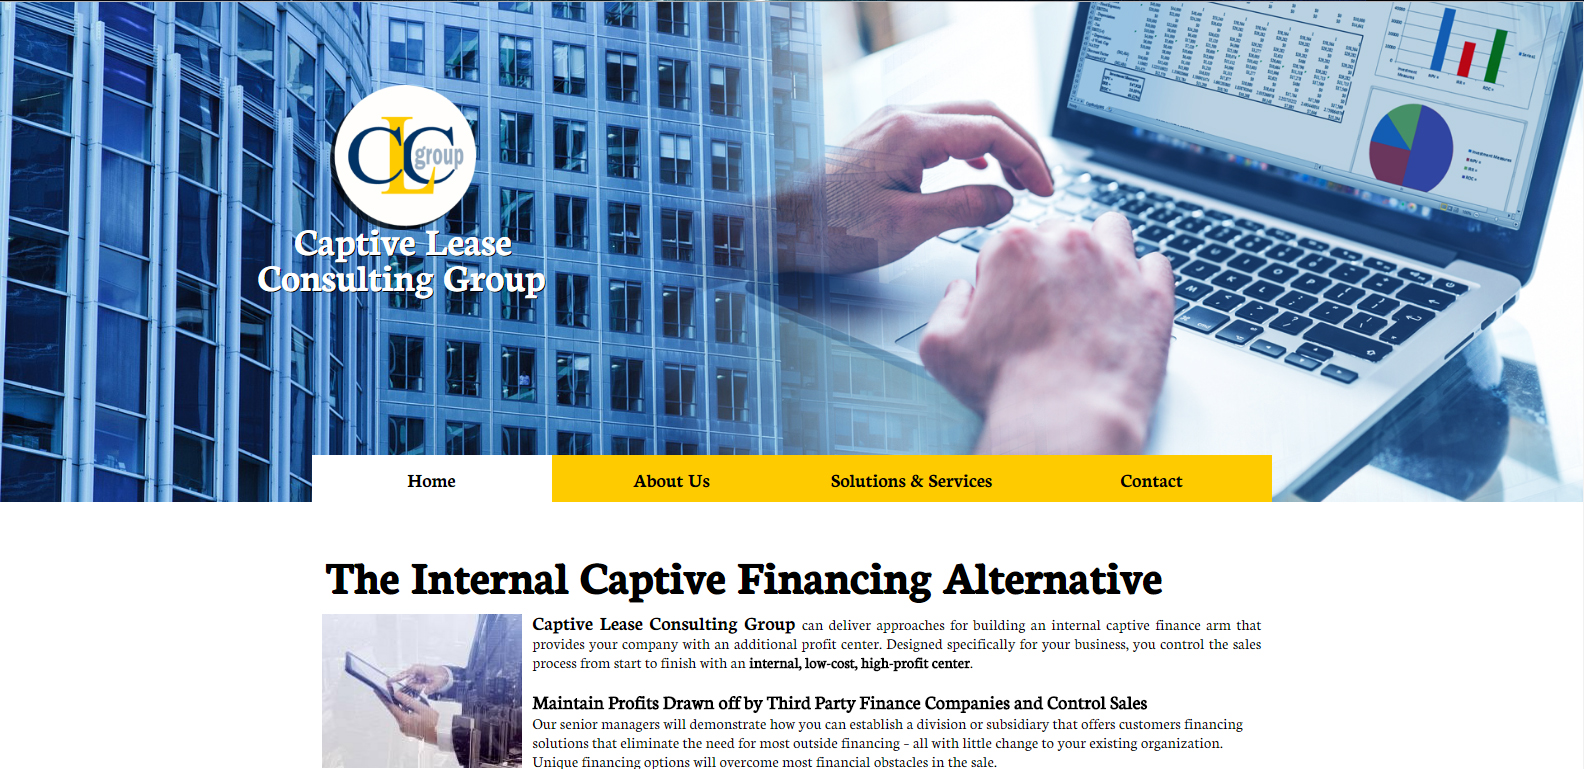 CLC group
Captive Lease
Consulting Group
Home About Us Solutions & Services Contact
The Internal Captive Financing Alternative
Captive Lease Consulting Group can deliver approaches for building an internal captive finance arm that
provides your company with an additional profit center. Designed specifically for your business, you control the sales
process from start to finish with an internal, low-cost, high-profit center.
Maintain Profits Drawn off by Third Party Finance Companies and Control Sales
Our senior managers will demonstrate how you can establish a division or subsidiary that offers customers financing
solutions that eliminate the need for most outside financing – all with little change to your existing organization.
Unique financing options will overcome most financial obstacles in the sale.